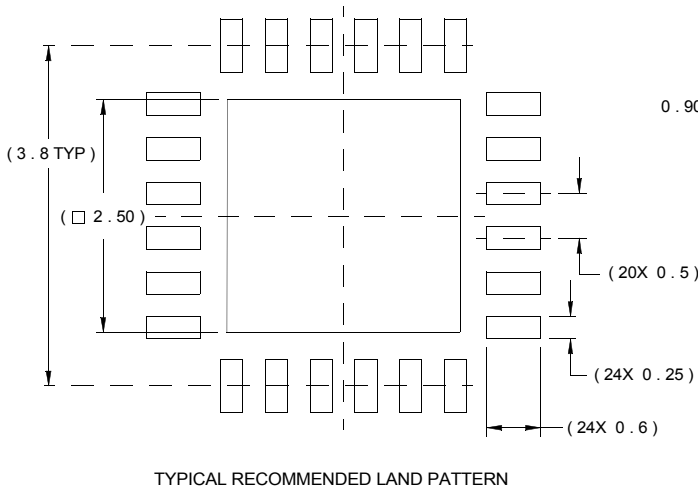 0 . 90
( 3 . 8 TYP )
( □ 2 . 50 )
( 20X 0 . 5 )
( 24X 0 . 25 )
( 24X 0 . 6 )
TYPICAL RECOMMENDED LAND PATTERN